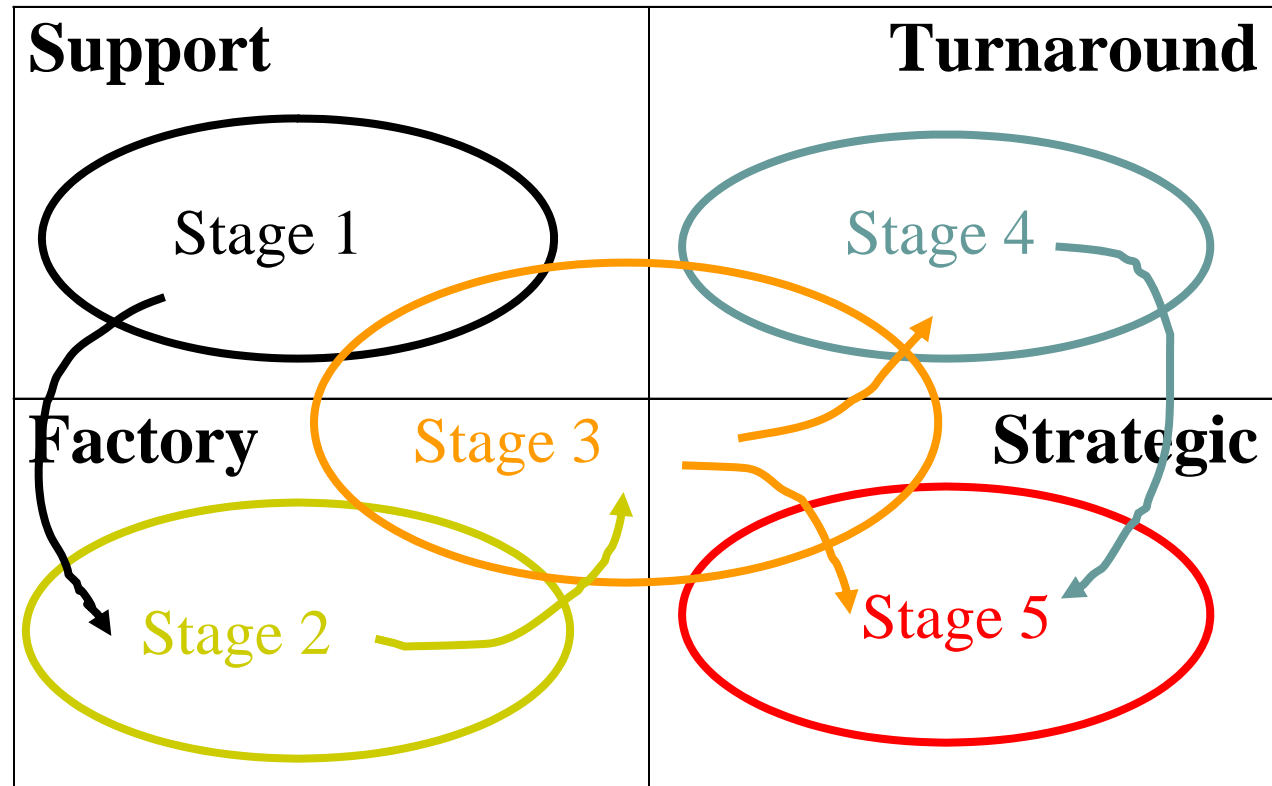 Support
Turnaround
Stage 1
Stage 4
Factory
Stage 3
Strategic
Stage 2
Stage 5